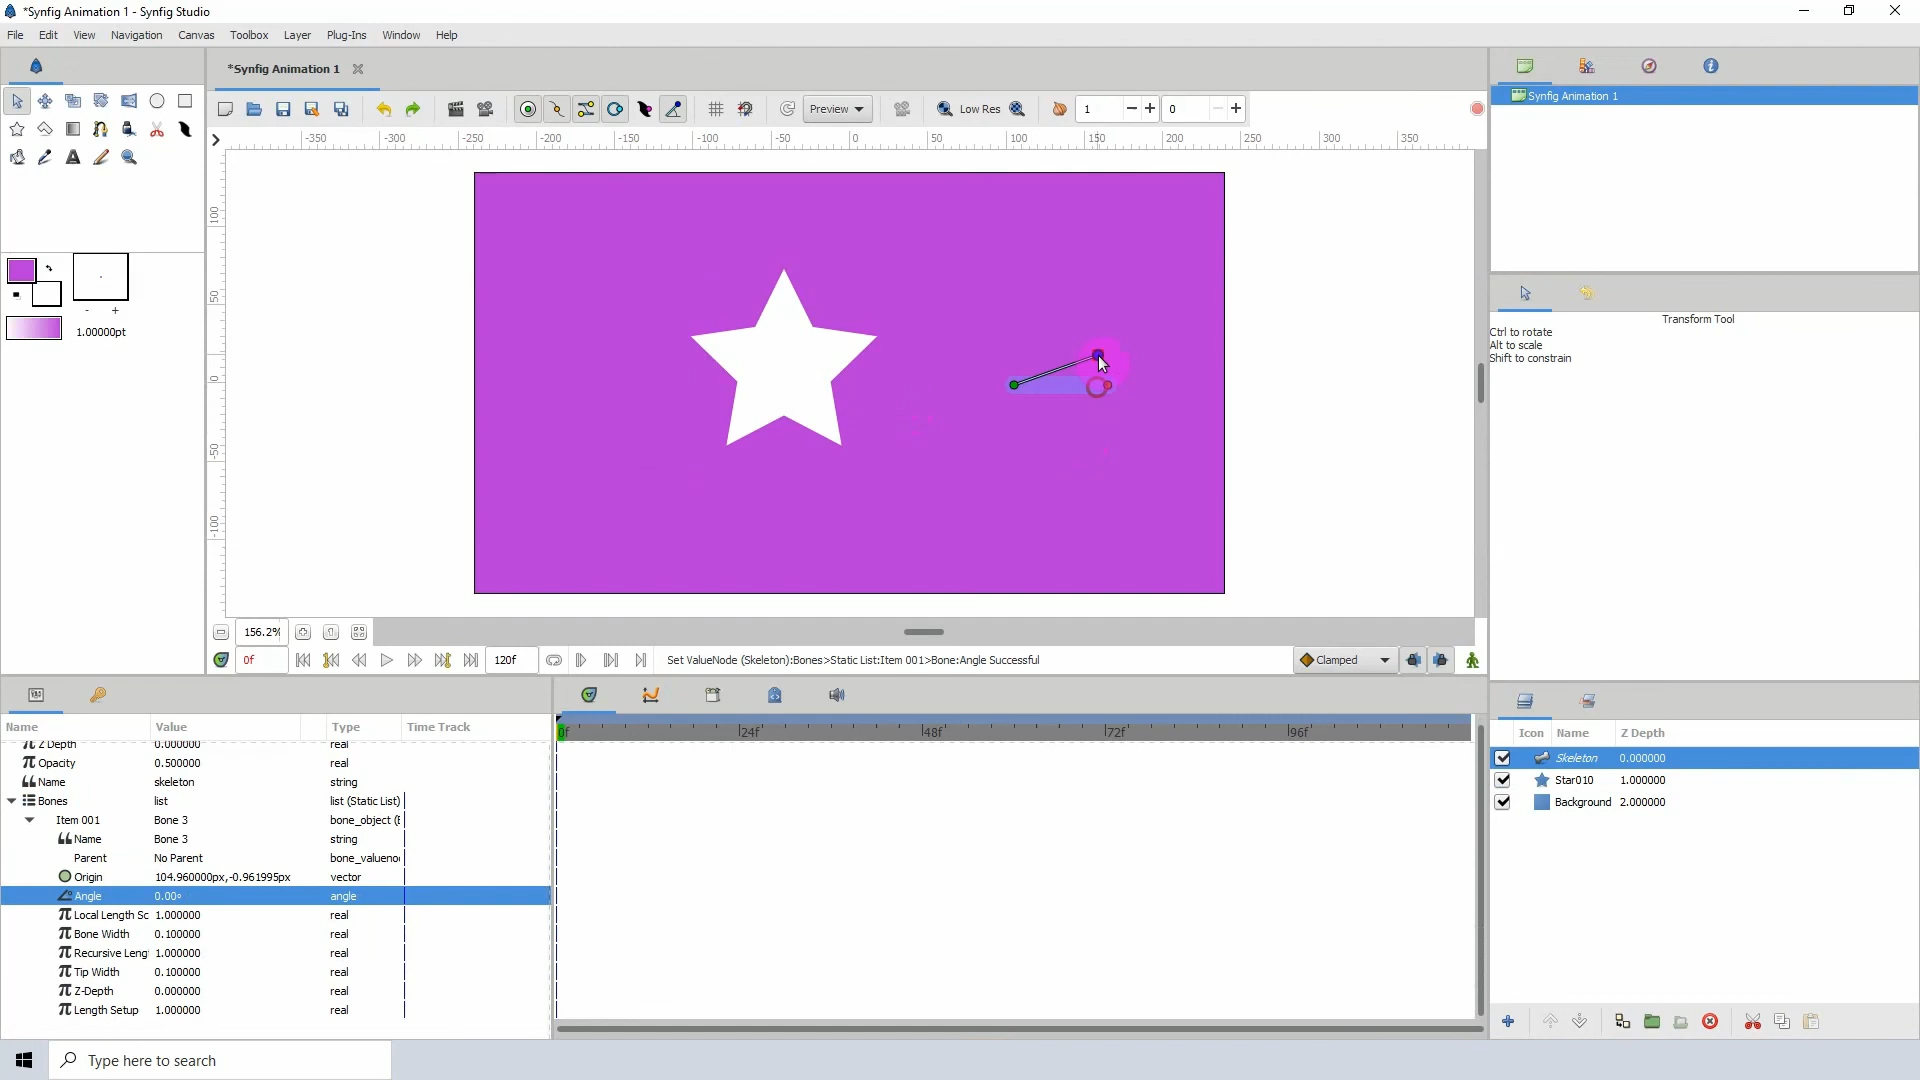 *Synfig Animation 1 - Synfig Studio
File Edit View Navigation Canvas Toolbox Layer Plug-Ins Window Help
*Synfig Animation 1
Preview Low Res 1 0
-350 -300 -250 -200 -150 -100 -50 0 50 100 150 200 250 300 350
100
50
0
-50
-100
1.00000pt
Synfig Animation 1
Transform Tool
Ctrl to rotate
Alt to scale
Shift to constrain
156.2%
0f 120f Set ValueNode (Skeleton):Bones>Static List:Item 001>Bone:Angle Successful Clamped
Name Value Type Time Track
Z Depth 0.000000 real
Opacity 0.500000 real
Name skeleton string
Bones list list (Static List)
Item 001 Bone 3 bone_object (
Name Bone 3 string
Parent No Parent bone_valueno
Origin 104.960000px,-0.961995px vector
Angle 0.00° angle
Local Length Sc 1.000000 real
Bone Width 0.100000 real
Recursive Leng 1.000000 real
Tip Width 0.100000 real
Z-Depth 0.000000 real
Length Setup 1.000000 real
0f 24f 48f 72f 96f
Icon Name Z Depth
Skeleton 0.000000
Star010 1.000000
Background 2.000000
Type here to search